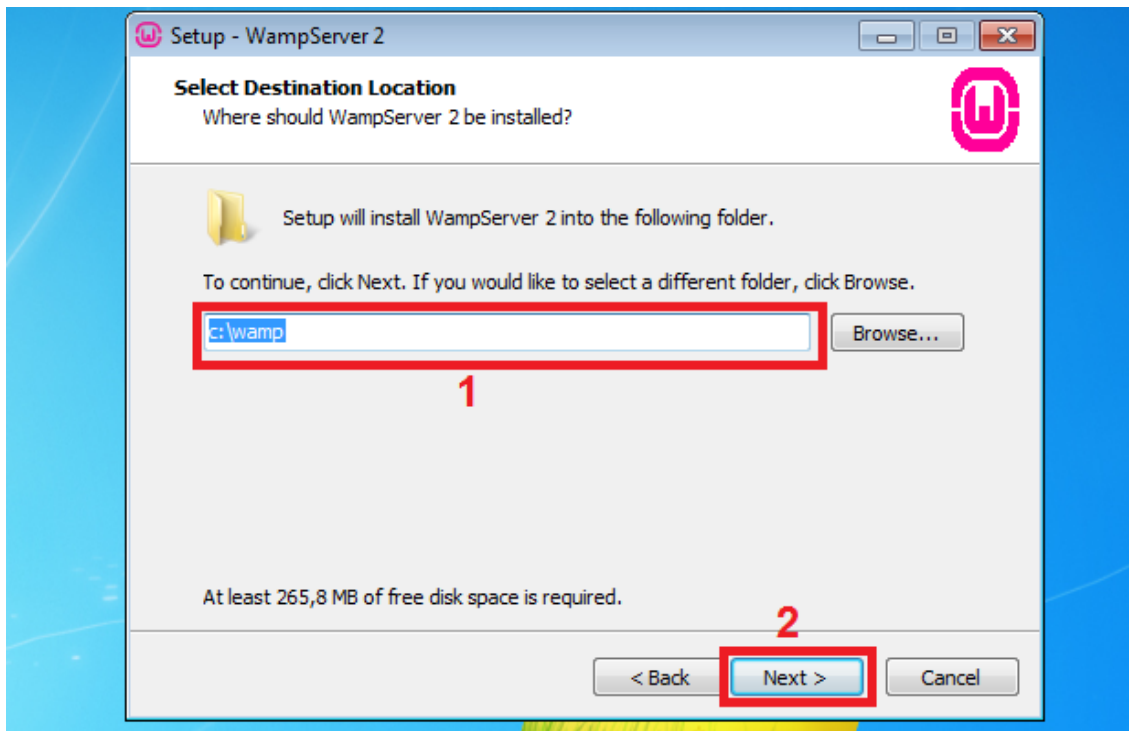 Setup - WampServer 2
Select Destination Location
Where should WampServer 2 be installed?
Setup will install WampServer 2 into the following folder.
To continue, click Next. If you would like to select a different folder, click Browse.
c:\wamp
Browse...
1
At least 265,8 MB of free disk space is required.
2
< Back
Next >
Cancel